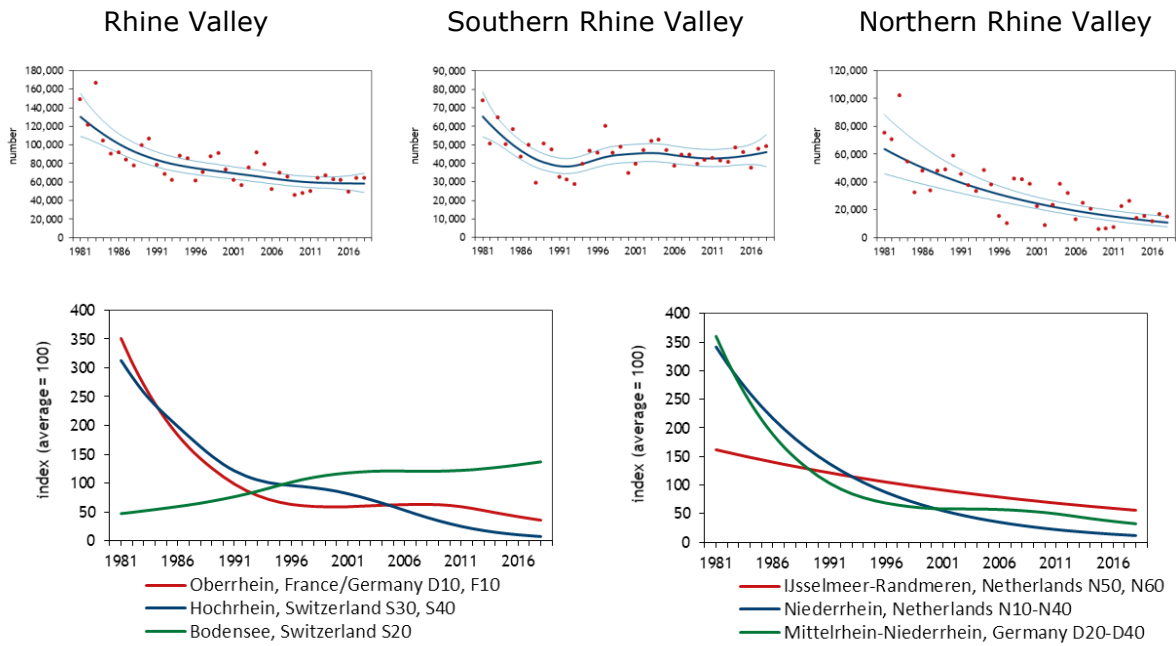 Rhine Valley
Southern Rhine Valley
Northern Rhine Valley
180,000
160,000
140,000
120,000
100,000
80,000
60,000
40,000
20,000
0
number
1981 1986 1991 1996 2001 2006 2011 2016
90,000
80,000
70,000
60,000
50,000
40,000
30,000
20,000
10,000
0
number
1981 1986 1991 1996 2001 2006 2011 2016
120,000
100,000
80,000
60,000
40,000
20,000
0
number
1981 1986 1991 1996 2001 2006 2011 2016
400
350
300
250
200
150
100
50
0
index (average = 100)
1981 1986 1991 1996 2001 2006 2011 2016
Oberrhein, France/Germany D10, F10
Hochrhein, Switzerland S30, S40
Bodensee, Switzerland S20
400
350
300
250
200
150
100
50
0
index (average = 100)
1981 1986 1991 1996 2001 2006 2011 2016
IJsselmeer-Randmeren, Netherlands N50, N60
Niederrhein, Netherlands N10-N40
Mittelrhein-Niederrhein, Germany D20-D40